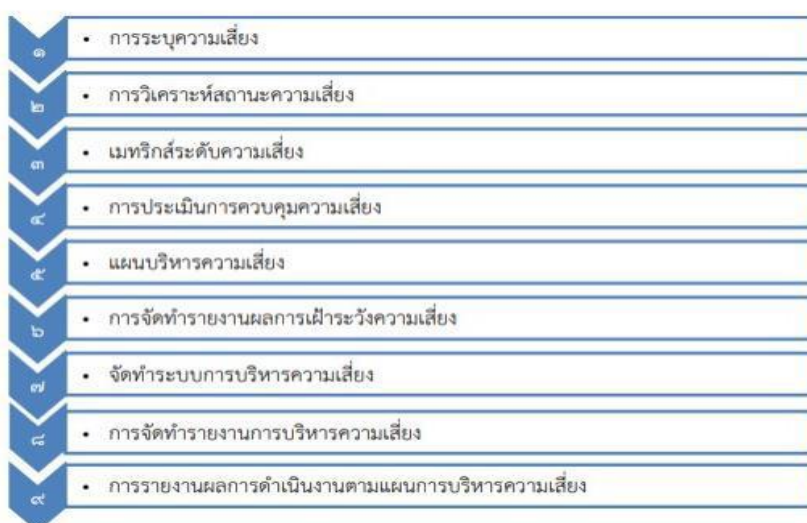 ๑ • การระบุความเสี่ยง
๒ • การวิเคราะห์สถานะความเสี่ยง
๓ • เมทริกส์ระดับความเสี่ยง
๔ • การประเมินการควบคุมความเสี่ยง
๕ • แผนบริหารความเสี่ยง
๖ • การจัดทำรายงานผลการเฝ้าระวังความเสี่ยง
๗ • จัดทำระบบการบริหารความเสี่ยง
๘ • การจัดทำรายงานการบริหารความเสี่ยง
๙ • การรายงานผลการดำเนินงานตามแผนการบริหารความเสี่ยง